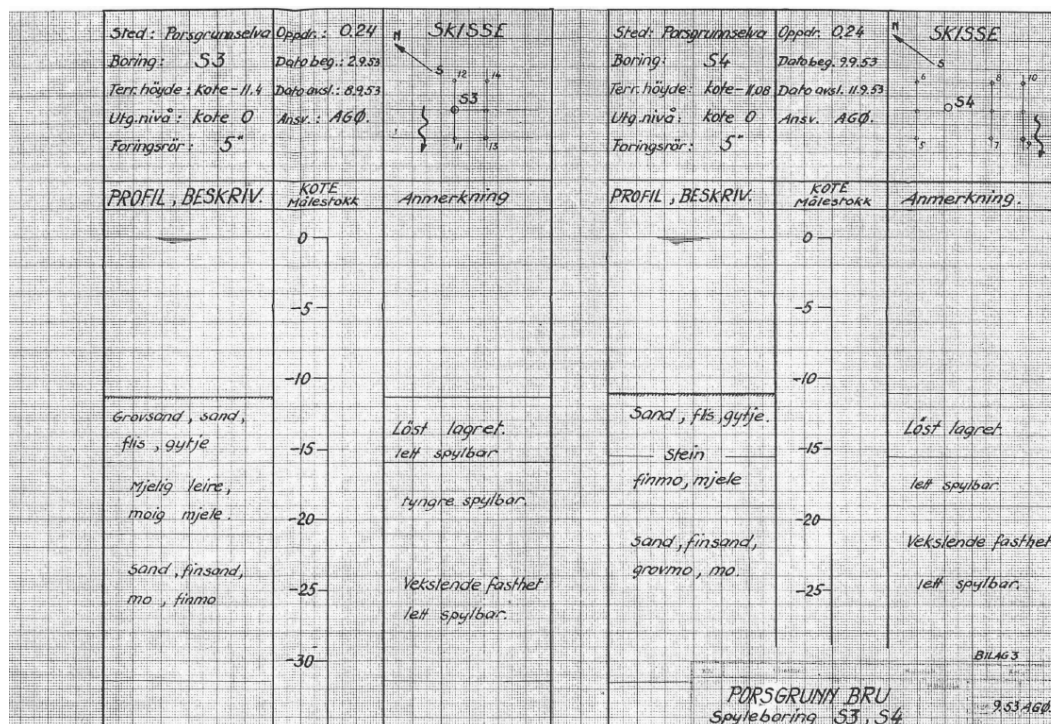 Sted: Porsgrunnselva Oppdr.: 0.24 SKISSE
Boring: S3 Dato beg.: 2.9.53
Terr. höyde: kote -11.4 Dato avsl.: 8.9.53
Utg.nivå: kote 0 Ansv.: AGØ.
Foringsrör: 5"
N
S
12 14
S3
11 13
PROFIL, BESKRIV. KOTE Målestokk Anmerkning
0
-5
-10
-15
-20
-25
-30
Grovsand, sand,
flis, gytje
Mjelig leire,
moig mjele.
Sand, finsand,
mo, finmo
Löst lagret.
lett spylbar
tyngre spylbar.
Vekslende fasthet
lett spylbar.
Sted: Porsgrunnselva Oppdr. 0.24 SKISSE
Boring: S4 Dato beg. 9.9.53
Terr. höyde: kote -11,08 Dato avsl. 11.9.53
Utg.nivå: kote 0 Ansv. AGØ.
Foringsrör: 5"
N
S
6 8 10
S4
5 7 9
PROFIL, BESKRIV. KOTE Målestokk Anmerkning.
0
-5
-10
-15
-20
-25
Sand, flis, gytje.
Stein
finmo, mjele
Sand, finsand,
grovmo, mo.
Löst lagret.
lett spylbar.
Vekslende fasthet
lett spylbar.
BILAG 3
PORSGRUNN BRU
Spyleboring S3, S4
9.53 AGØ